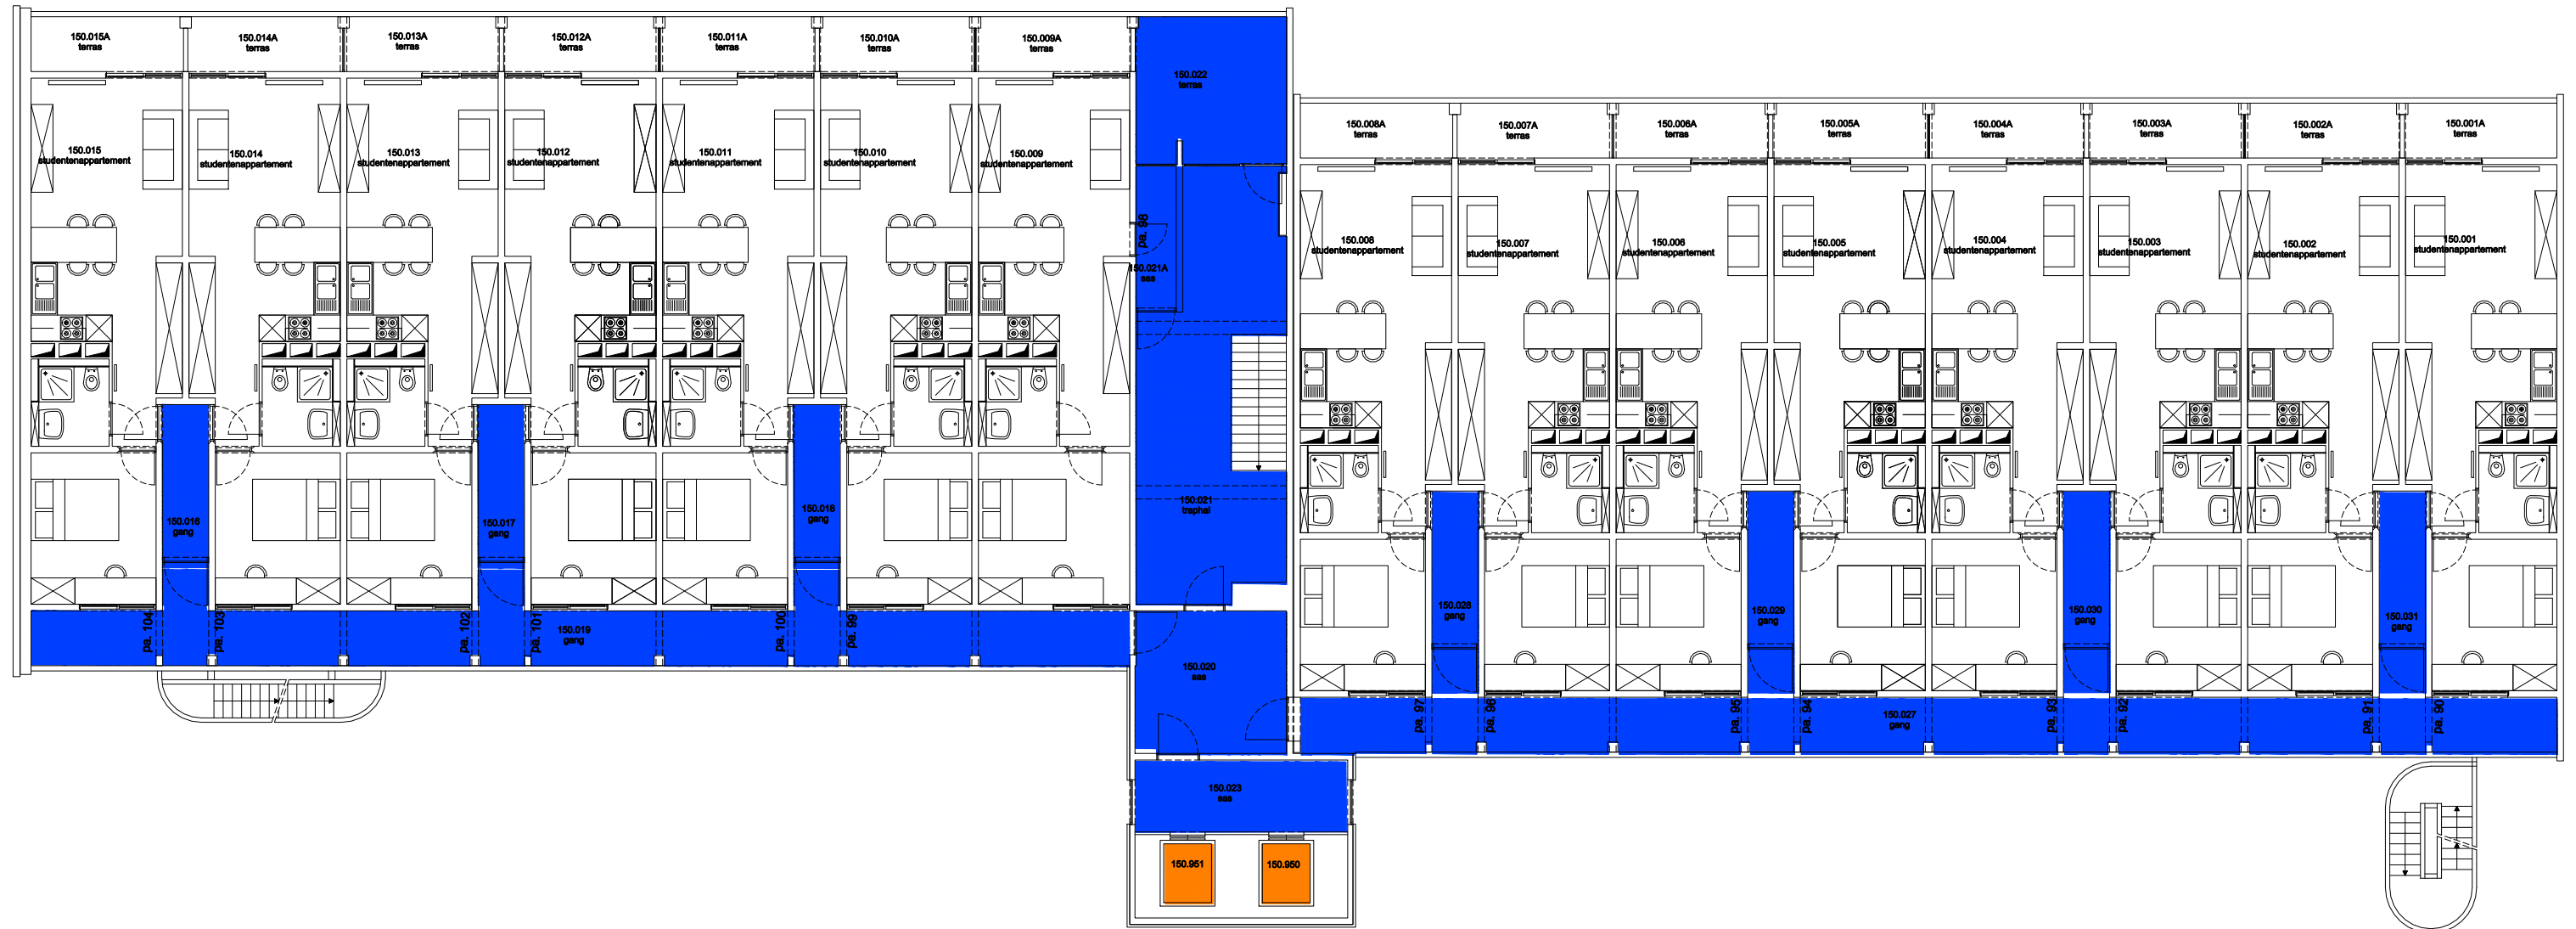 150.015A
terras
150.014A
terras
150.013A
terras
150.012A
terras
150.011A
terras
150.010A
terras
150.009A
terras
150.022
terras
150.008A
terras
150.007A
terras
150.006A
terras
150.005A
terras
150.004A
terras
150.003A
terras
150.002A
terras
150.001A
terras
150.015
studentenappartement
150.014
studentenappartement
150.013
studentenappartement
150.012
studentenappartement
150.011
studentenappartement
150.010
studentenappartement
150.009
studentenappartement
150.008
studentenappartement
150.007
studentenappartement
150.006
studentenappartement
150.005
studentenappartement
150.004
studentenappartement
150.003
studentenappartement
150.002
studentenappartement
150.001
studentenappartement
pa. 98
150.021A
sas
150.021
traphal
150.016
gang
150.017
gang
150.018
gang
150.028
gang
150.029
gang
150.030
gang
150.031
gang
pa. 104
pa. 103
pa. 102
pa. 101
150.019
gang
pa. 100
pa. 99
150.020
sas
pa. 97
pa. 96
pa. 95
pa. 94
150.027
gang
pa. 93
pa. 92
pa. 91
pa. 90
150.023
sas
150.951
150.950